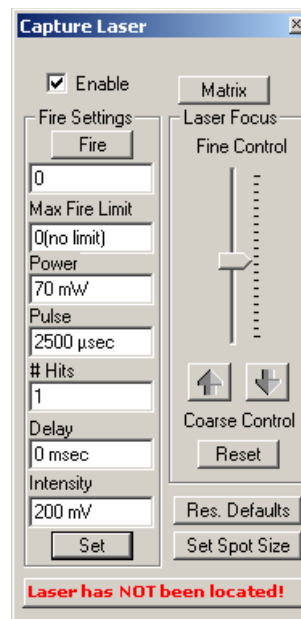 Capture Laser
Enable
Matrix
Fire Settings
Fire
0
Max Fire Limit
0(no limit)
Power
70 mW
Pulse
2500 µsec
# Hits
1
Delay
0 msec
Intensity
200 mV
Set
Laser Focus
Fine Control
Coarse Control
Reset
Res. Defaults
Set Spot Size
Laser has NOT been located!